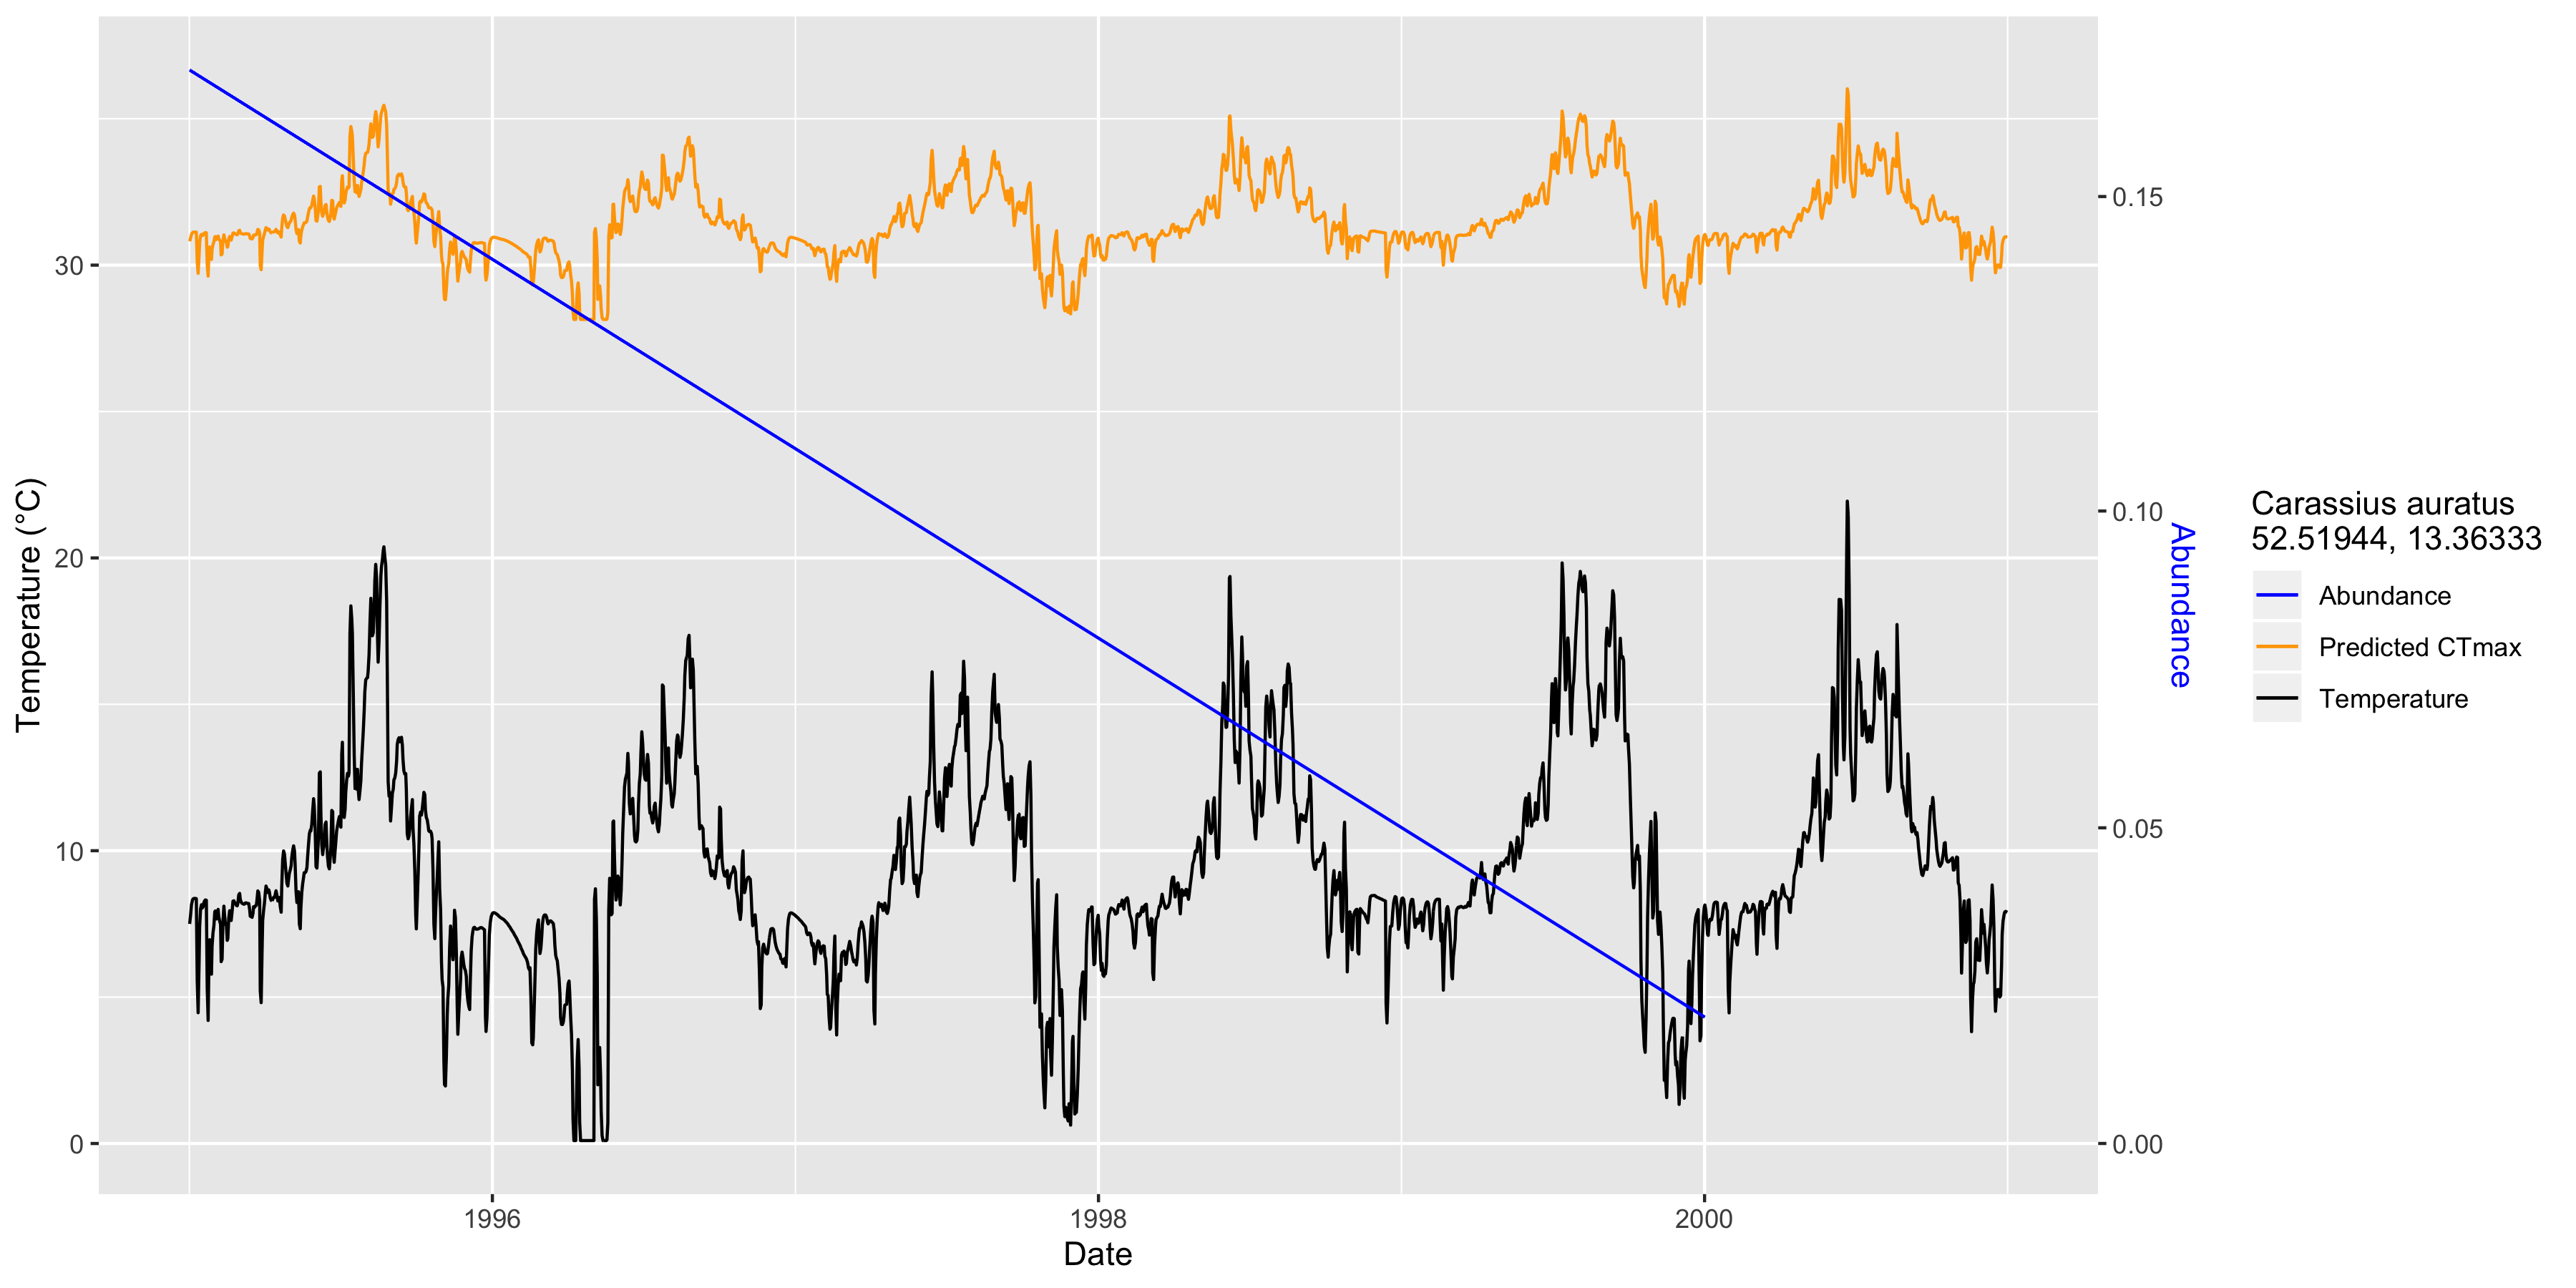 Temperature (°C)
30
20
10
0
1996
1998
2000
Date
0.15
0.10
0.05
0.00
Abundance
Carassius auratus
52.51944, 13.36333
Abundance
Predicted CTmax
Temperature